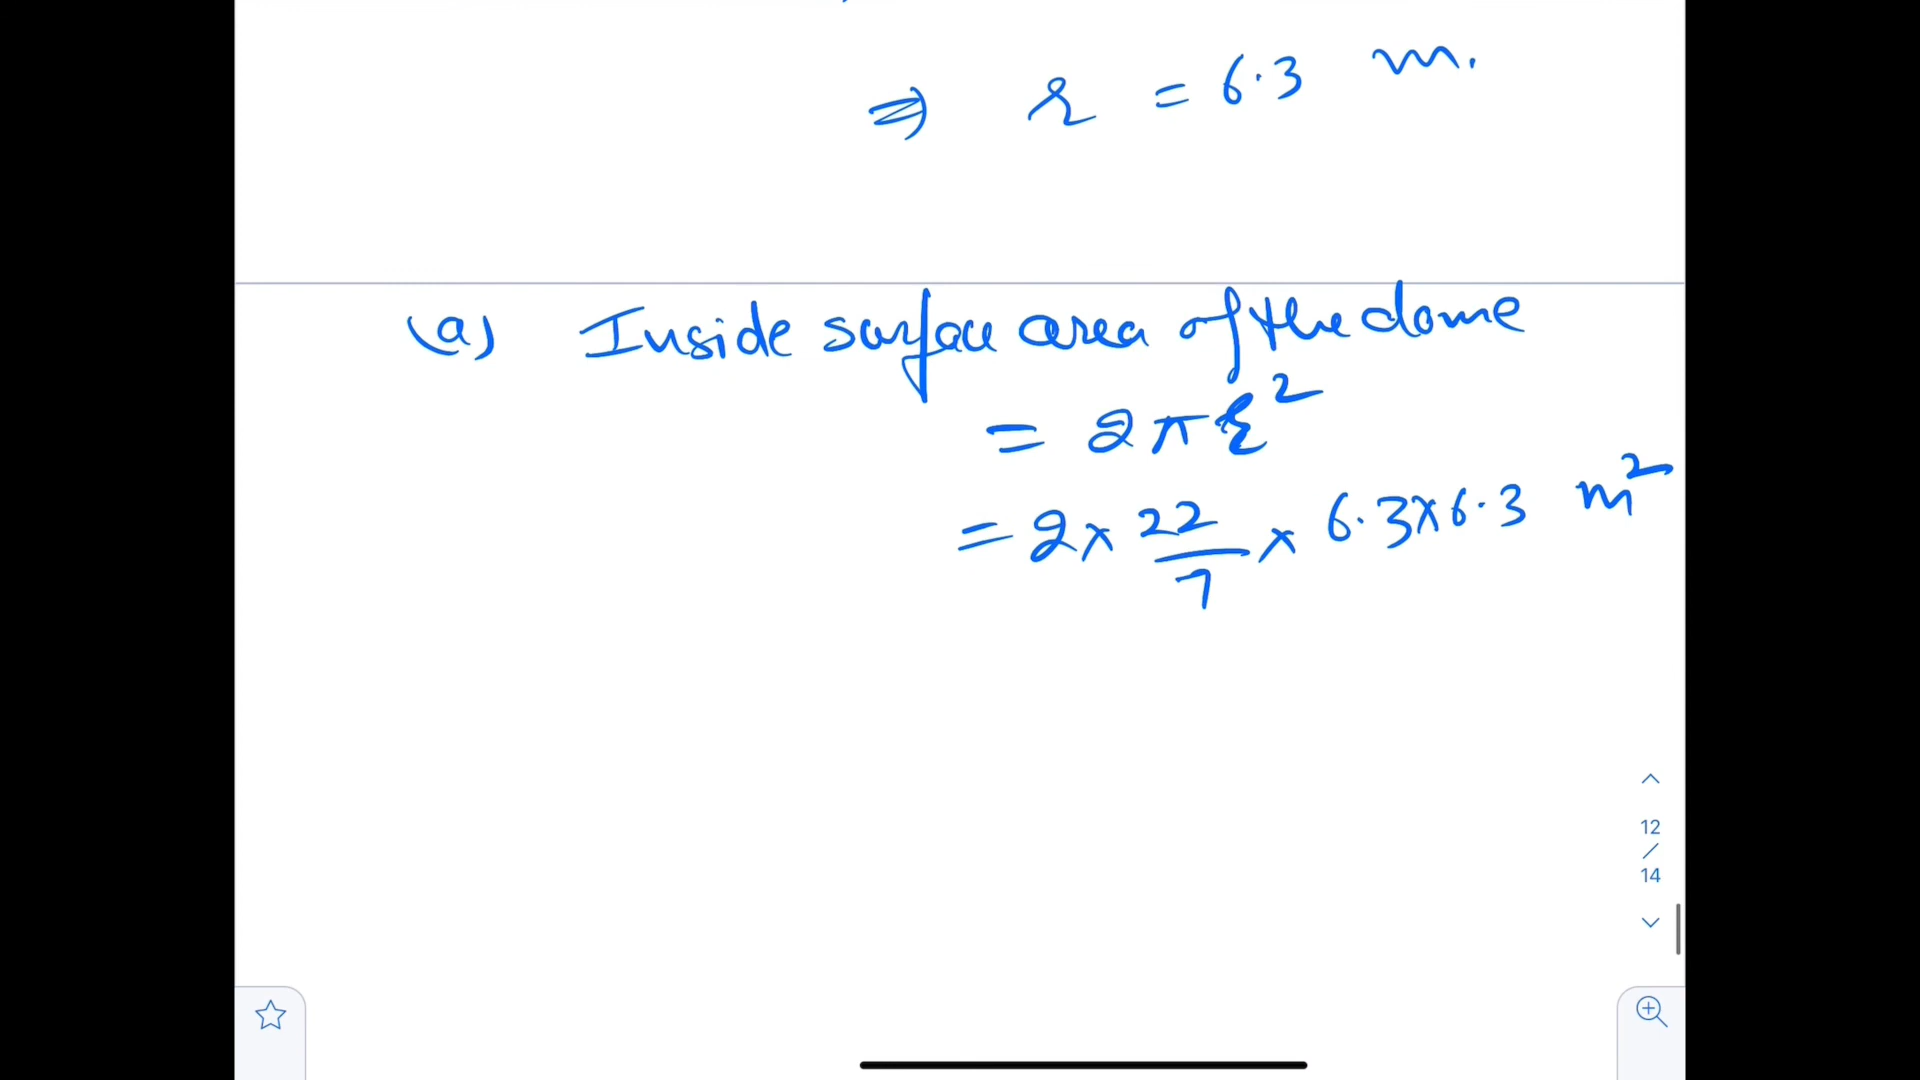 ⇒ r = 6.3 m.
(a) Inside surface area of the dome
= 2πr²
= 2 × 22/7 × 6.3 × 6.3 m²
12
/
14